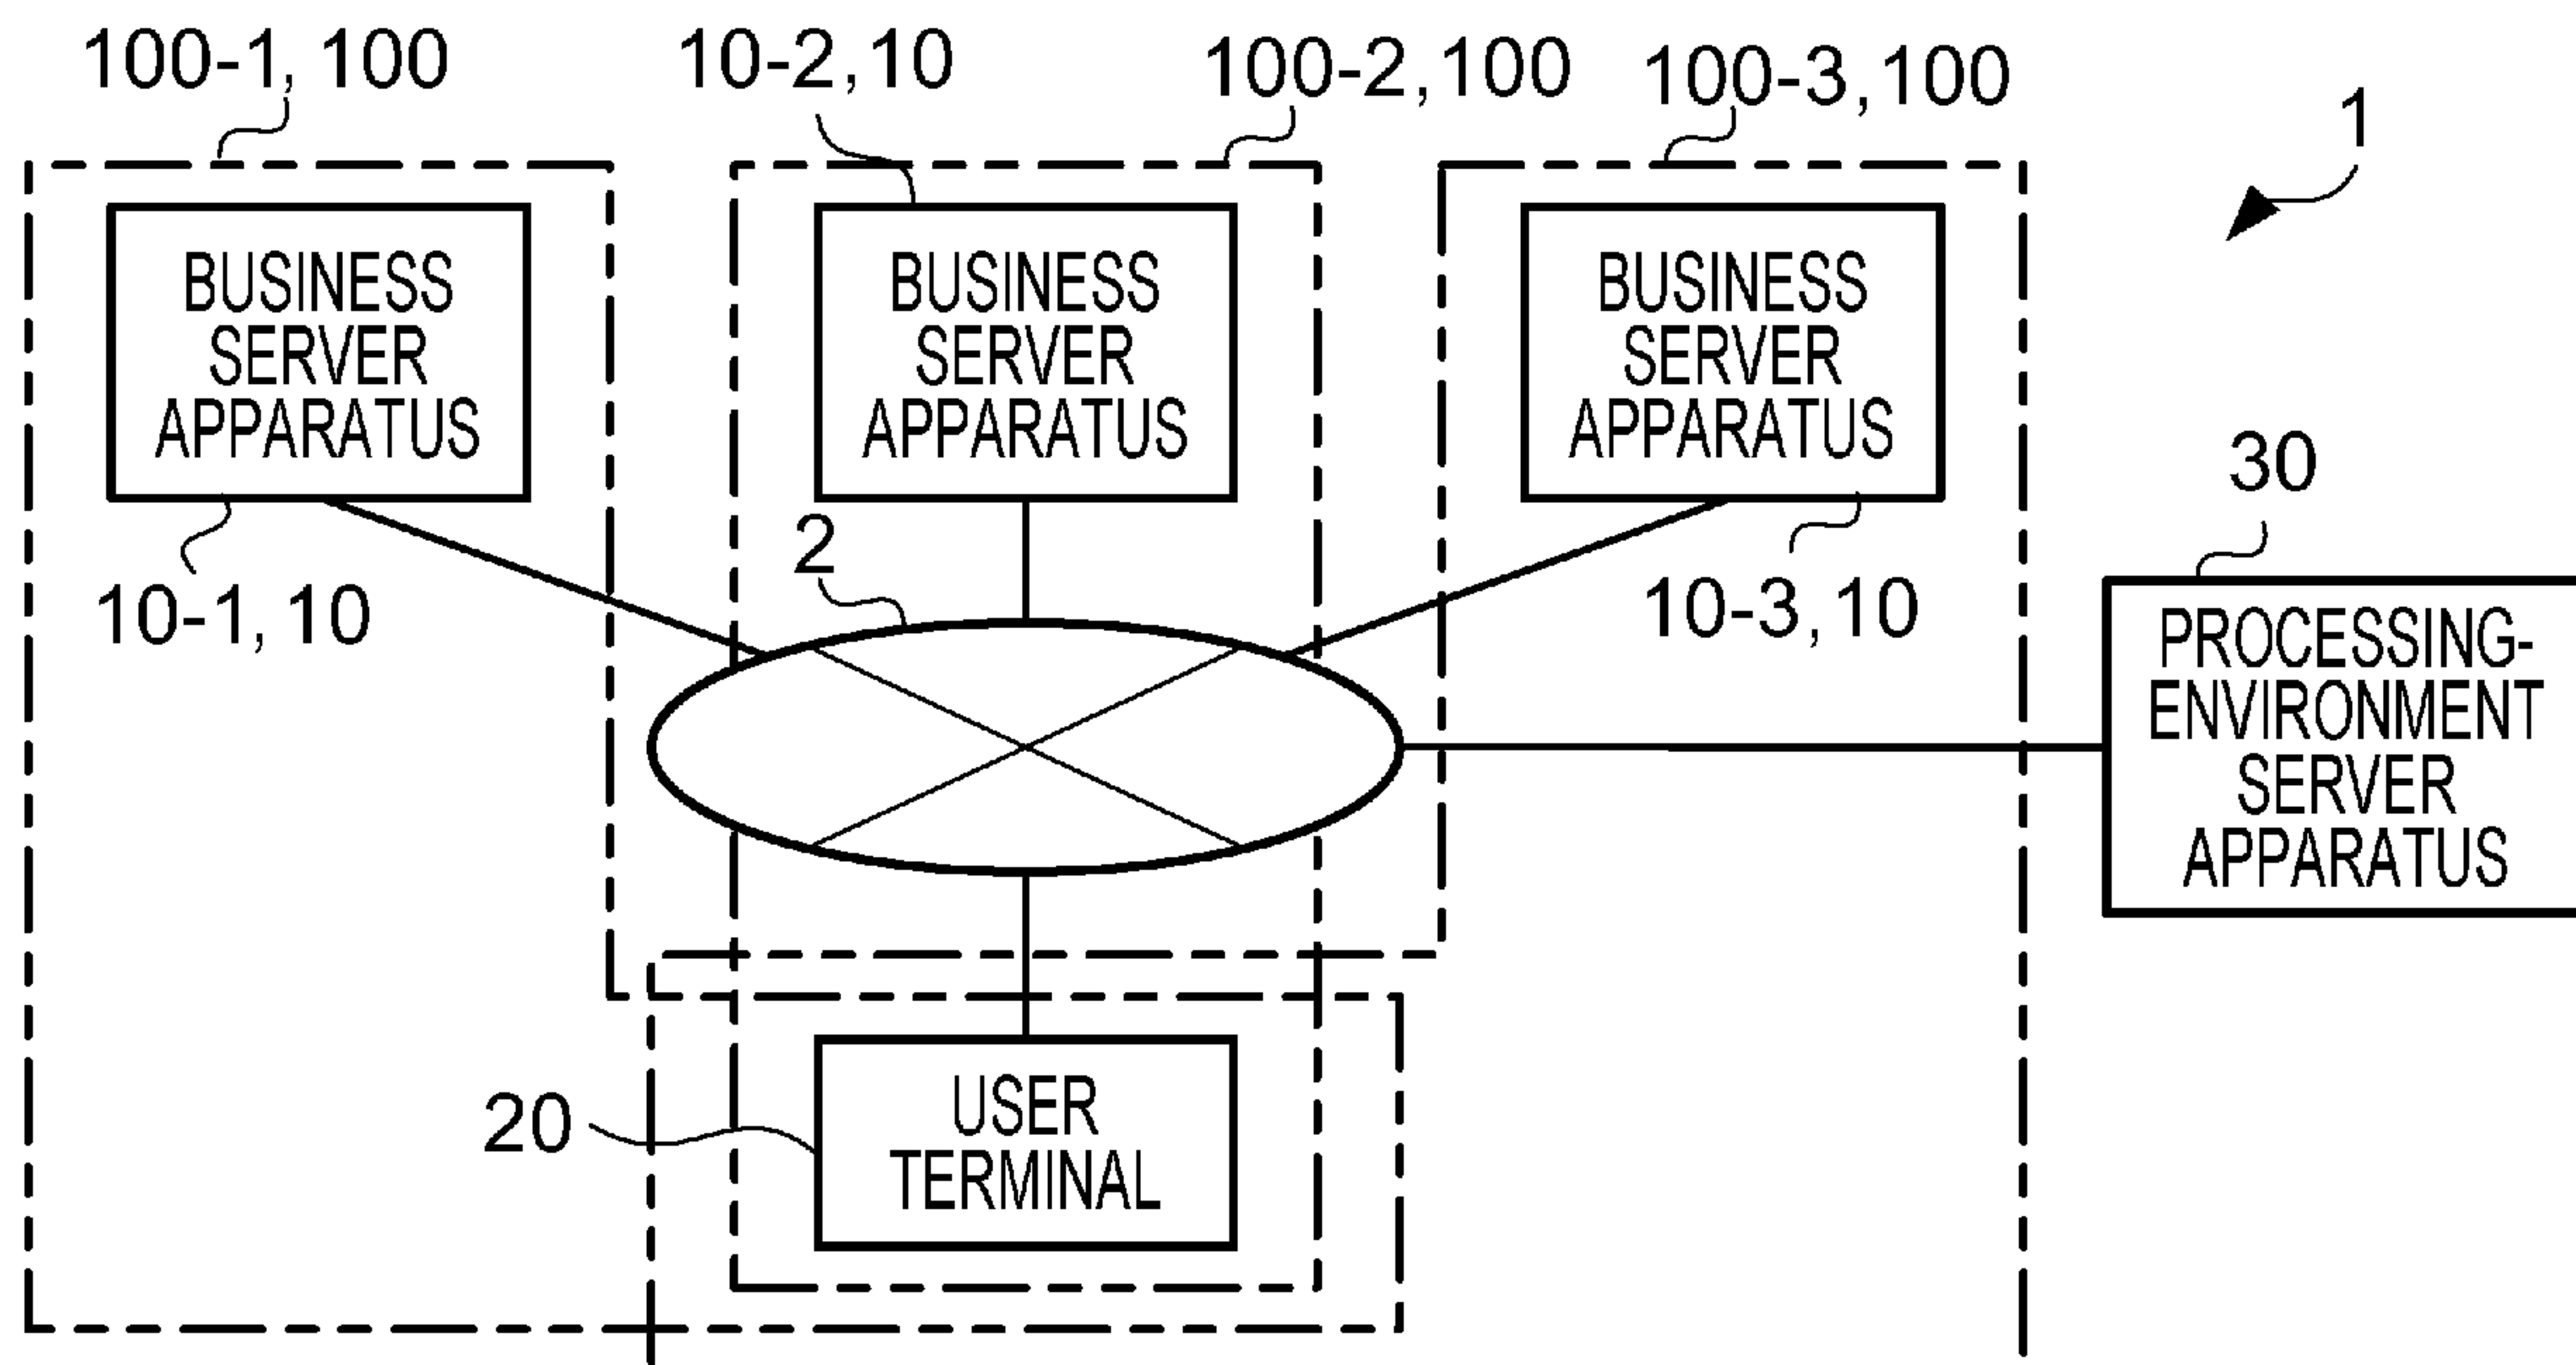 100-1, 100
10-2,10
100-2,100
100-3,100
1
BUSINESS
SERVER
APPARATUS
BUSINESS
SERVER
APPARATUS
BUSINESS
SERVER
APPARATUS
10-1, 10
2
10-3,10
30
PROCESSING-
ENVIRONMENT
SERVER
APPARATUS
20
USER
TERMINAL